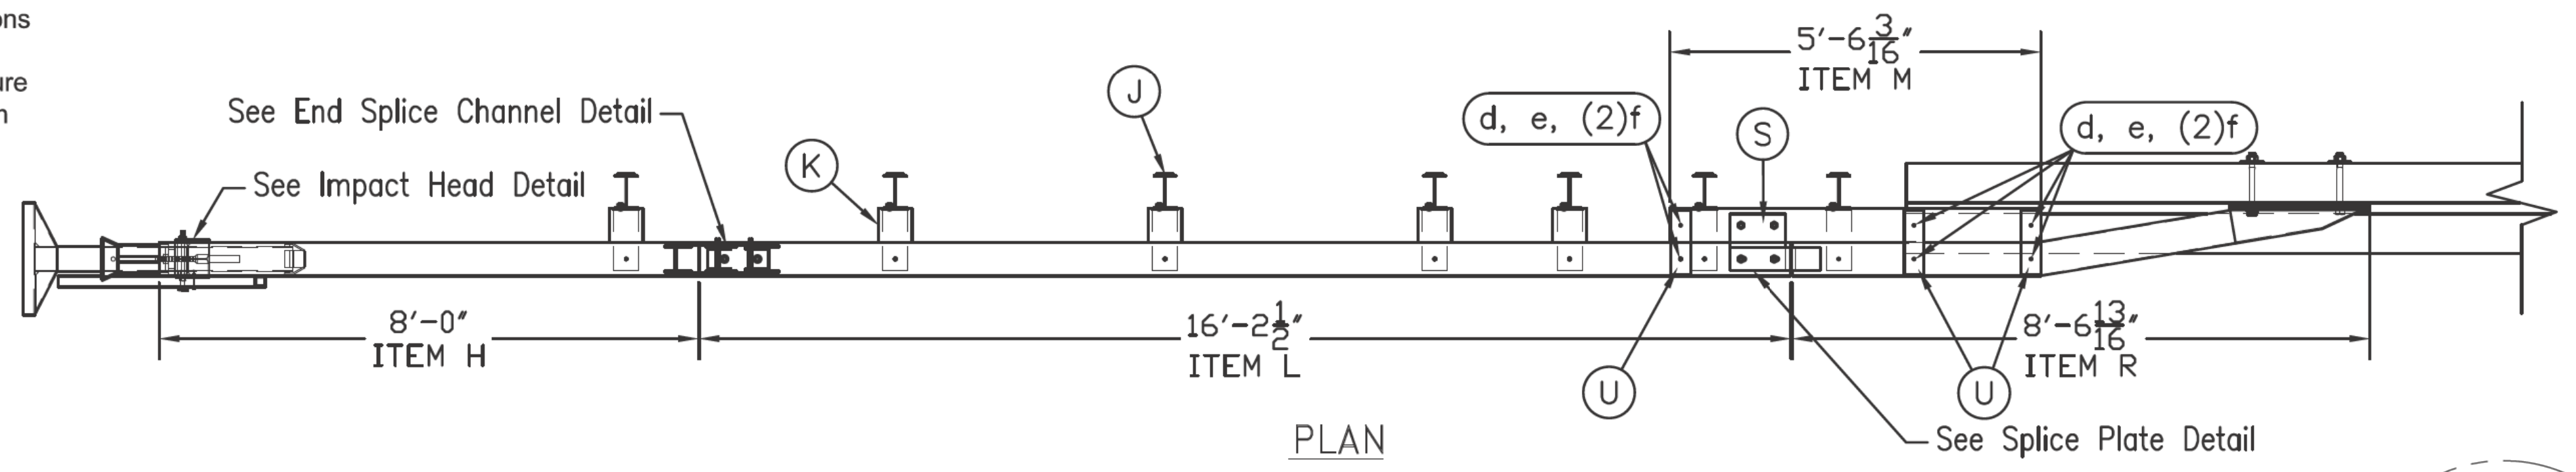 ons
ure
n
See End Splice Channel Detail
See Impact Head Detail
K
J
d, e, (2)f
S
5'-6 3/16"
ITEM M
d, e, (2)f
8'-0"
ITEM H
16'-2 1/2"
ITEM L
8'-6 13/16"
ITEM R
U
U
PLAN
See Splice Plate Detail